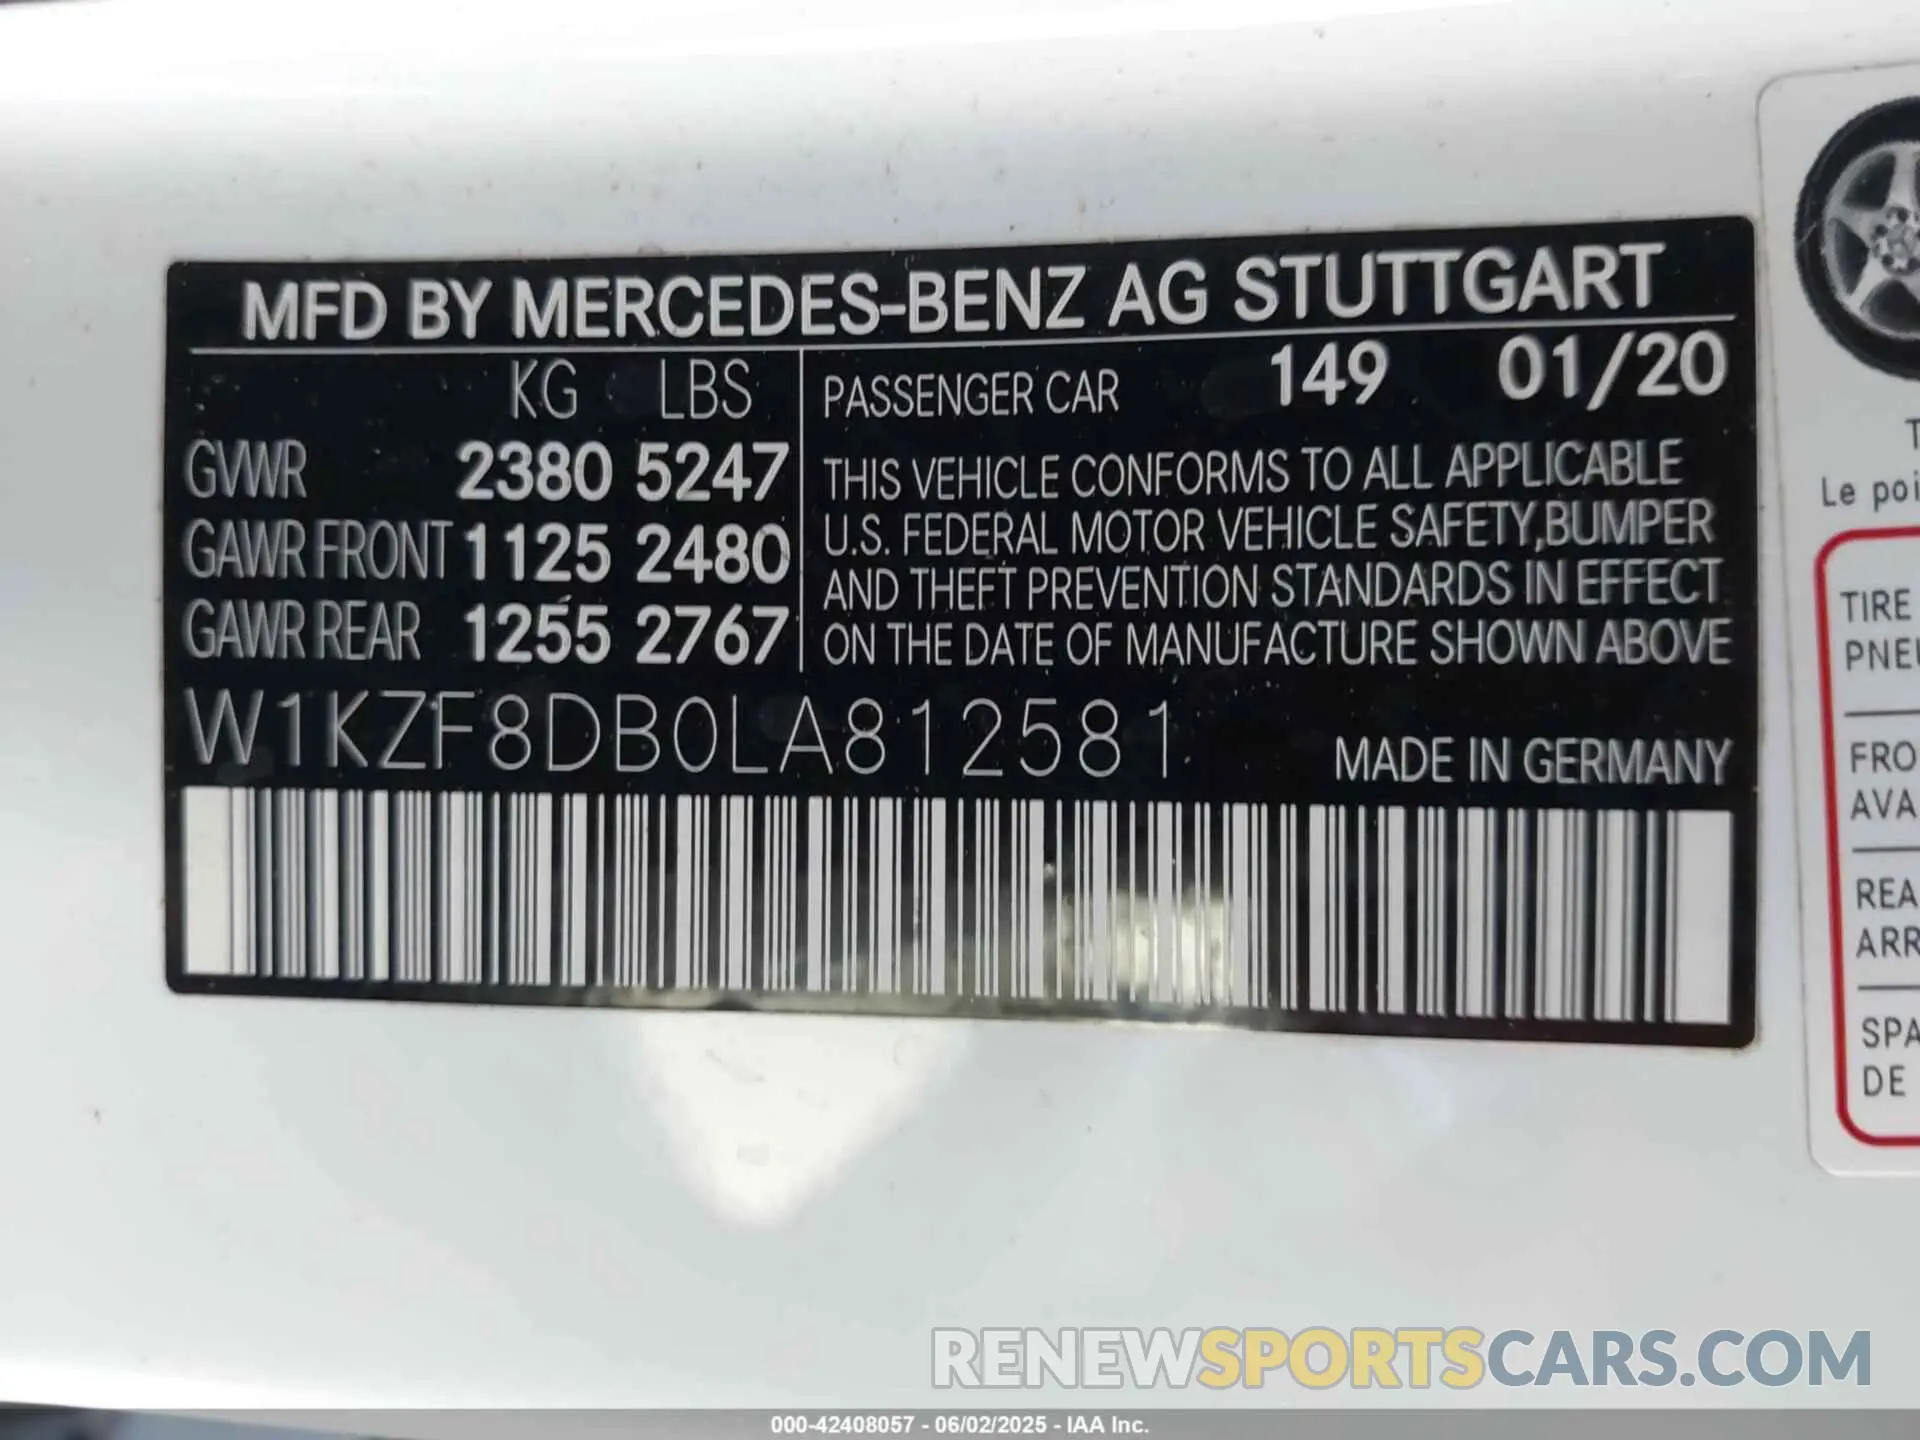 MFD BY MERCEDES-BENZ AG STUTTGART
KG LBS
GVWR 2380 5247
GAWR FRONT 1125 2480
GAWR REAR 1255 2767
PASSENGER CAR 149 01/20
THIS VEHICLE CONFORMS TO ALL APPLICABLE
U.S. FEDERAL MOTOR VEHICLE SAFETY,BUMPER
AND THEFT PREVENTION STANDARDS IN EFFECT
ON THE DATE OF MANUFACTURE SHOWN ABOVE
W1KZF8DB0LA812581
MADE IN GERMANY
T
Le poi
TIRE
PNEU
FRO
AVA
REA
ARR
SPA
DE
RENEWSPORTSCARS.COM
000-42408057 - 06/02/2025 - IAA Inc.